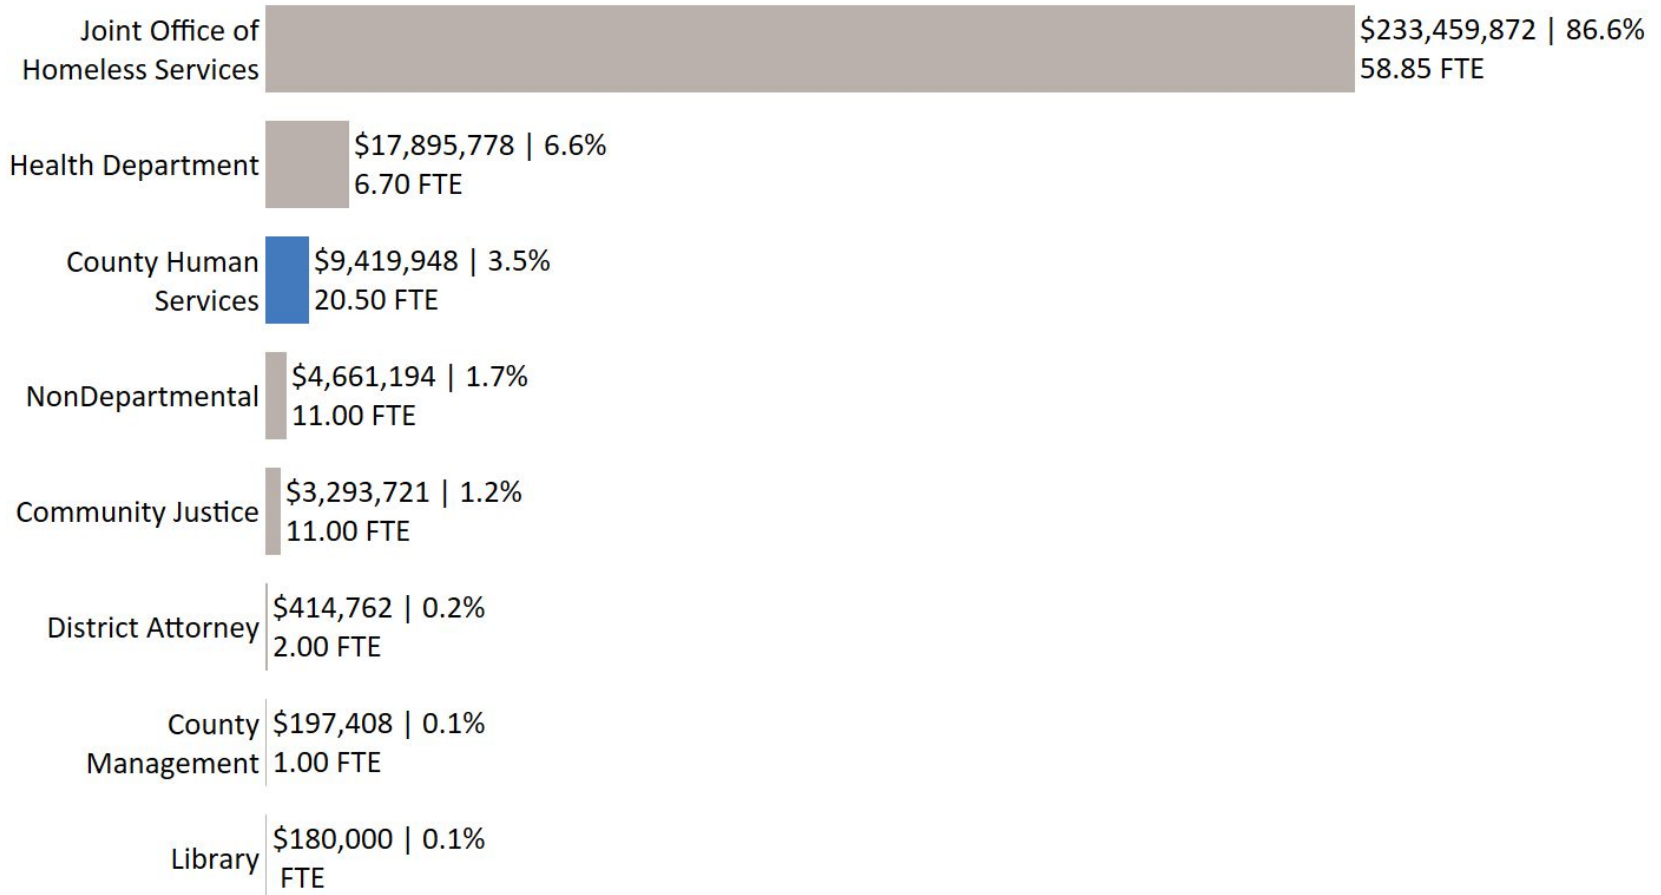 Joint Office of
Homeless Services
$233,459,872 | 86.6%
58.85 FTE
Health Department
$17,895,778 | 6.6%
6.70 FTE
County Human
Services
$9,419,948 | 3.5%
20.50 FTE
NonDepartmental
$4,661,194 | 1.7%
11.00 FTE
Community Justice
$3,293,721 | 1.2%
11.00 FTE
District Attorney
$414,762 | 0.2%
2.00 FTE
County
Management
$197,408 | 0.1%
1.00 FTE
Library
$180,000 | 0.1%
FTE